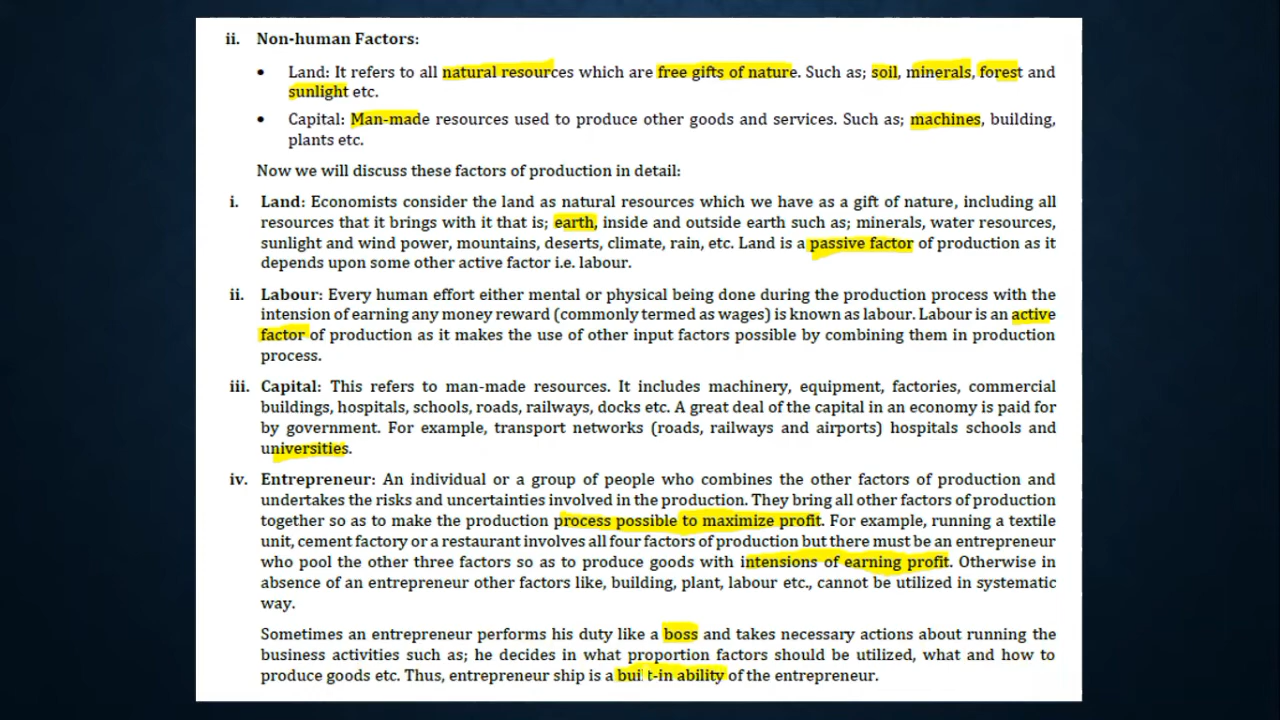 ii. Non-human Factors:
• Land: It refers to all natural resources which are free gifts of nature. Such as; soil, minerals, forest and
sunlight etc.
• Capital: Man-made resources used to produce other goods and services. Such as; machines, building,
plants etc.
Now we will discuss these factors of production in detail:
i. Land: Economists consider the land as natural resources which we have as a gift of nature, including all
resources that it brings with it that is; earth, inside and outside earth such as; minerals, water resources,
sunlight and wind power, mountains, deserts, climate, rain, etc. Land is a passive factor of production as it
depends upon some other active factor i.e. labour.
ii. Labour: Every human effort either mental or physical being done during the production process with the
intension of earning any money reward (commonly termed as wages) is known as labour. Labour is an active
factor of production as it makes the use of other input factors possible by combining them in production
process.
iii. Capital: This refers to man-made resources. It includes machinery, equipment, factories, commercial
buildings, hospitals, schools, roads, railways, docks etc. A great deal of the capital in an economy is paid for
by government. For example, transport networks (roads, railways and airports) hospitals schools and
universities.
iv. Entrepreneur: An individual or a group of people who combines the other factors of production and
undertakes the risks and uncertainties involved in the production. They bring all other factors of production
together so as to make the production process possible to maximize profit. For example, running a textile
unit, cement factory or a restaurant involves all four factors of production but there must be an entrepreneur
who pool the other three factors so as to produce goods with intensions of earning profit. Otherwise in
absence of an entrepreneur other factors like, building, plant, labour etc., cannot be utilized in systematic
way.
Sometimes an entrepreneur performs his duty like a boss and takes necessary actions about running the
business activities such as; he decides in what proportion factors should be utilized, what and how to
produce goods etc. Thus, entrepreneur ship is a built-in ability of the entrepreneur.